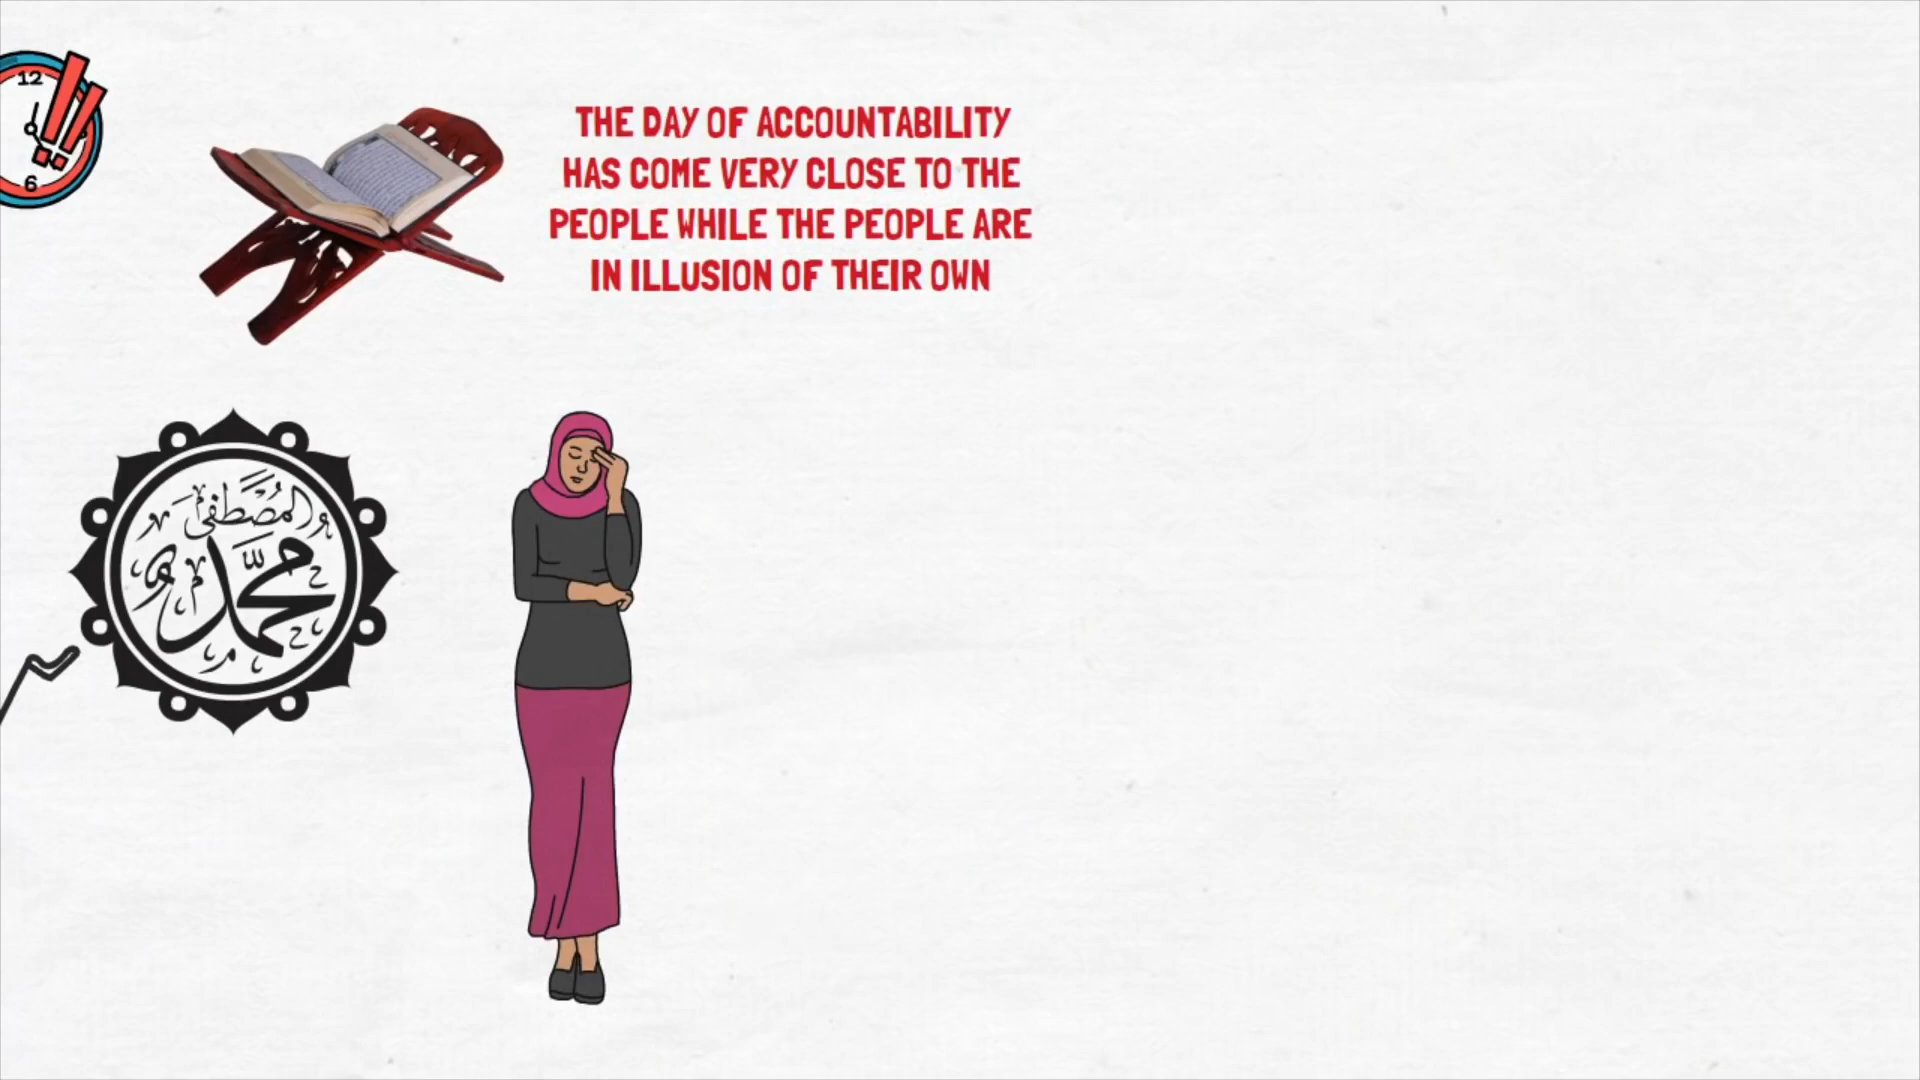 12
6
THE DAY OF ACCOUNTABILITY
HAS COME VERY CLOSE TO THE
PEOPLE WHILE THE PEOPLE ARE
IN ILLUSION OF THEIR OWN
المصطفى
محمد